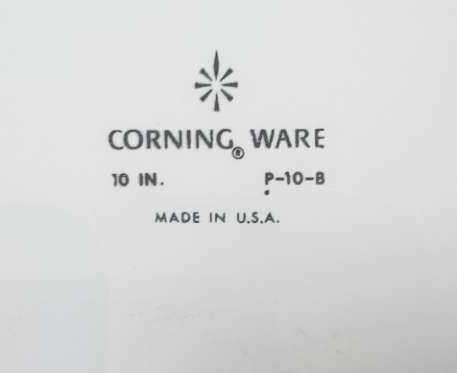 CORNING® WARE
10 IN. P-10-B
MADE IN U.S.A.